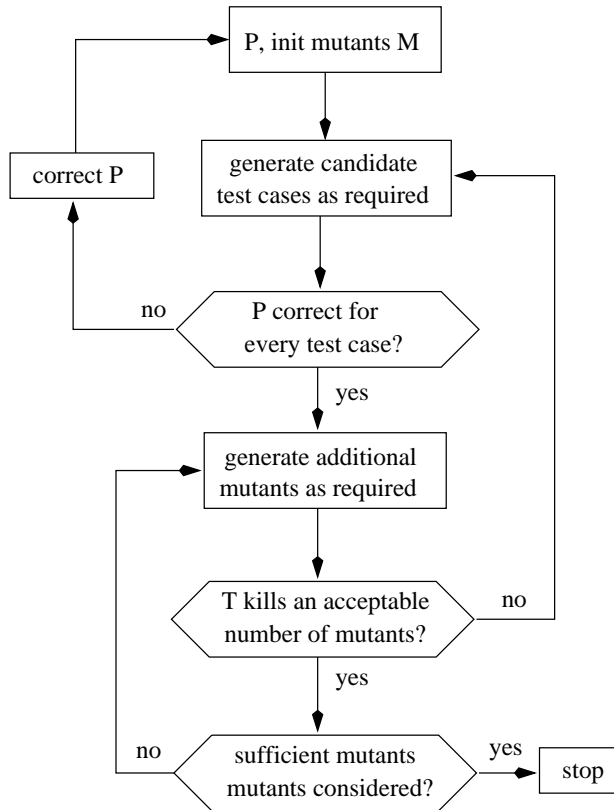 P, init mutants M
correct P
generate candidate
test cases as required
no
P correct for
every test case?
yes
generate additional
mutants as required
T kills an acceptable
number of mutants?
no
yes
no
sufficient mutants
mutants considered?
yes
stop